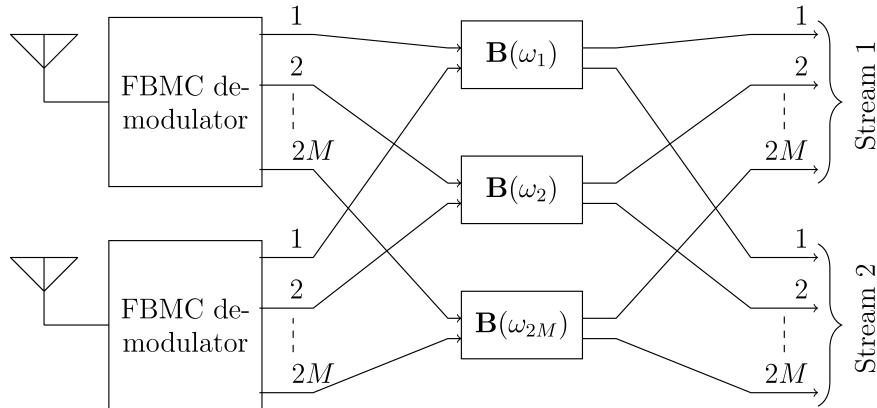 1
FBMC de-
modulator
2
2M
B(ω₁)
1
2
2M
Stream 1
B(ω₂)
FBMC de-
modulator
1
2
2M
B(ω₂M)
1
2
2M
Stream 2